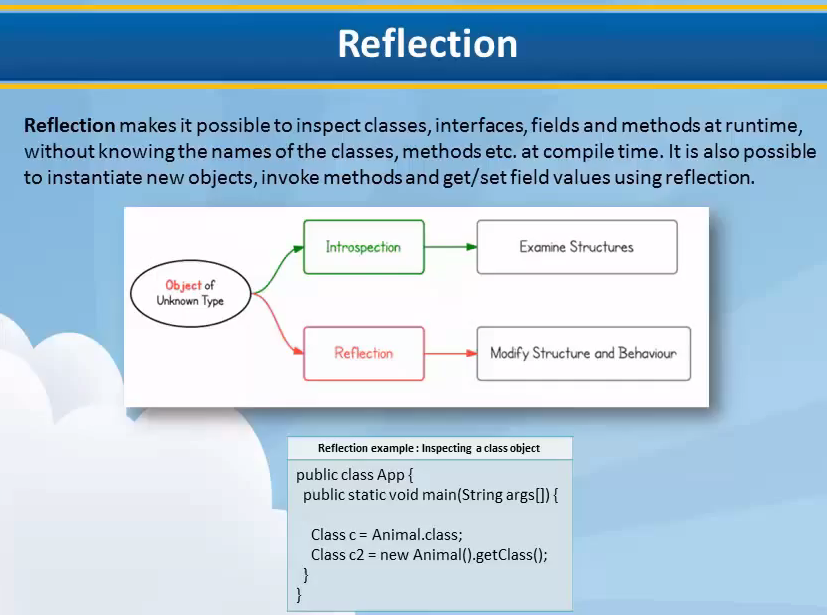 Reflection
Reflection makes it possible to inspect classes, interfaces, fields and methods at runtime,
without knowing the names of the classes, methods etc. at compile time. It is also possible
to instantiate new objects, invoke methods and get/set field values using reflection.
Introspection
Examine Structures
Object of
Unknown Type
Reflection
Modify Structure and Behaviour
Reflection example : Inspecting a class object
public class App {
public static void main(String args[]) {
Class c = Animal.class;
Class c2 = new Animal().getClass();
}
}